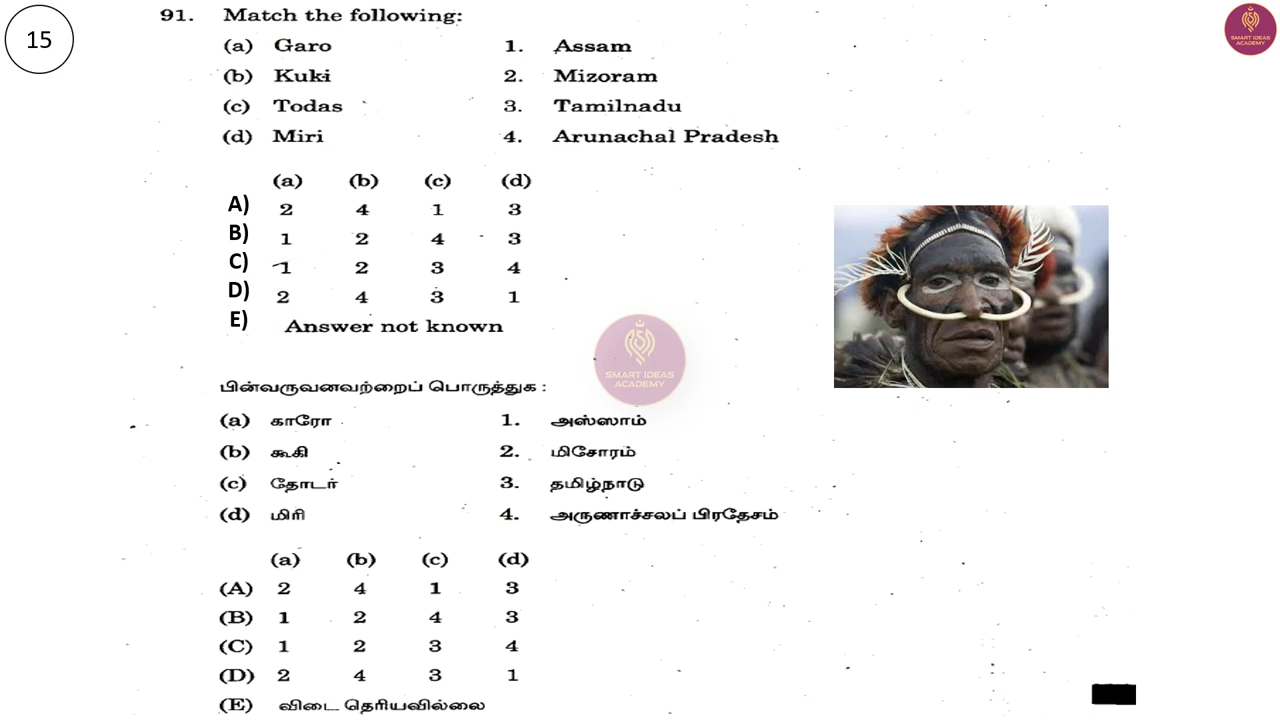 15
91. Match the following:
(a) Garo 1. Assam
(b) Kuki 2. Mizoram
(c) Todas 3. Tamilnadu
(d) Miri 4. Arunachal Pradesh
(a) (b) (c) (d)
A) 2 4 1 3
B) 1 2 4 3
C) 1 2 3 4
D) 2 4 3 1
E) Answer not known
பின்வருவனவற்றைப் பொருத்துக :
(a) காரோ 1. அஸ்ஸாம்
(b) கூகி 2. மிசோரம்
(c) தோடர் 3. தமிழ்நாடு
(d) மிரி 4. அருணாச்சலப் பிரதேசம்
(a) (b) (c) (d)
(A) 2 4 1 3
(B) 1 2 4 3
(C) 1 2 3 4
(D) 2 4 3 1
(E) விடை தெரியவில்லை
SMART IDEAS
ACADEMY
SMART IDEAS
ACADEMY